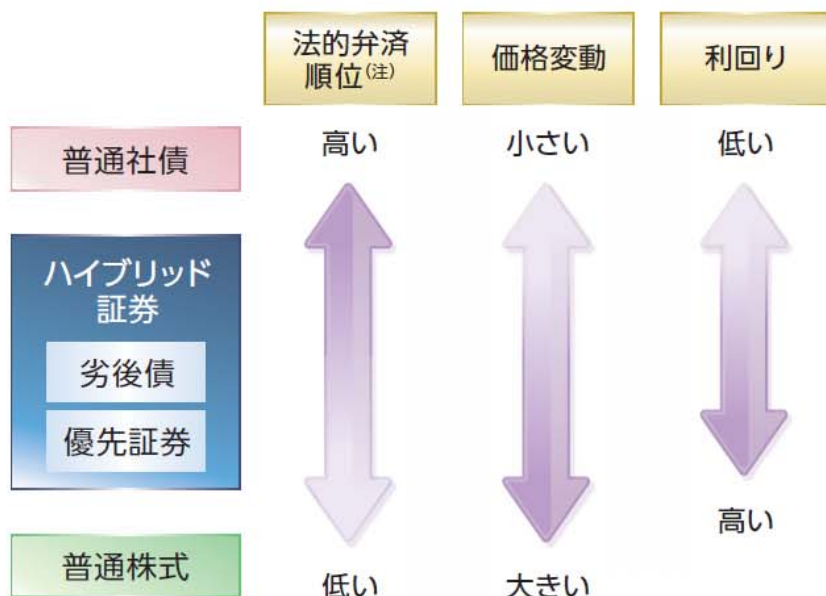 法的弁済
順位(注)
価格変動
利回り
普通社債
高い
小さい
低い
ハイブリッド
証券
劣後債
優先証券
高い
普通株式
低い
大きい